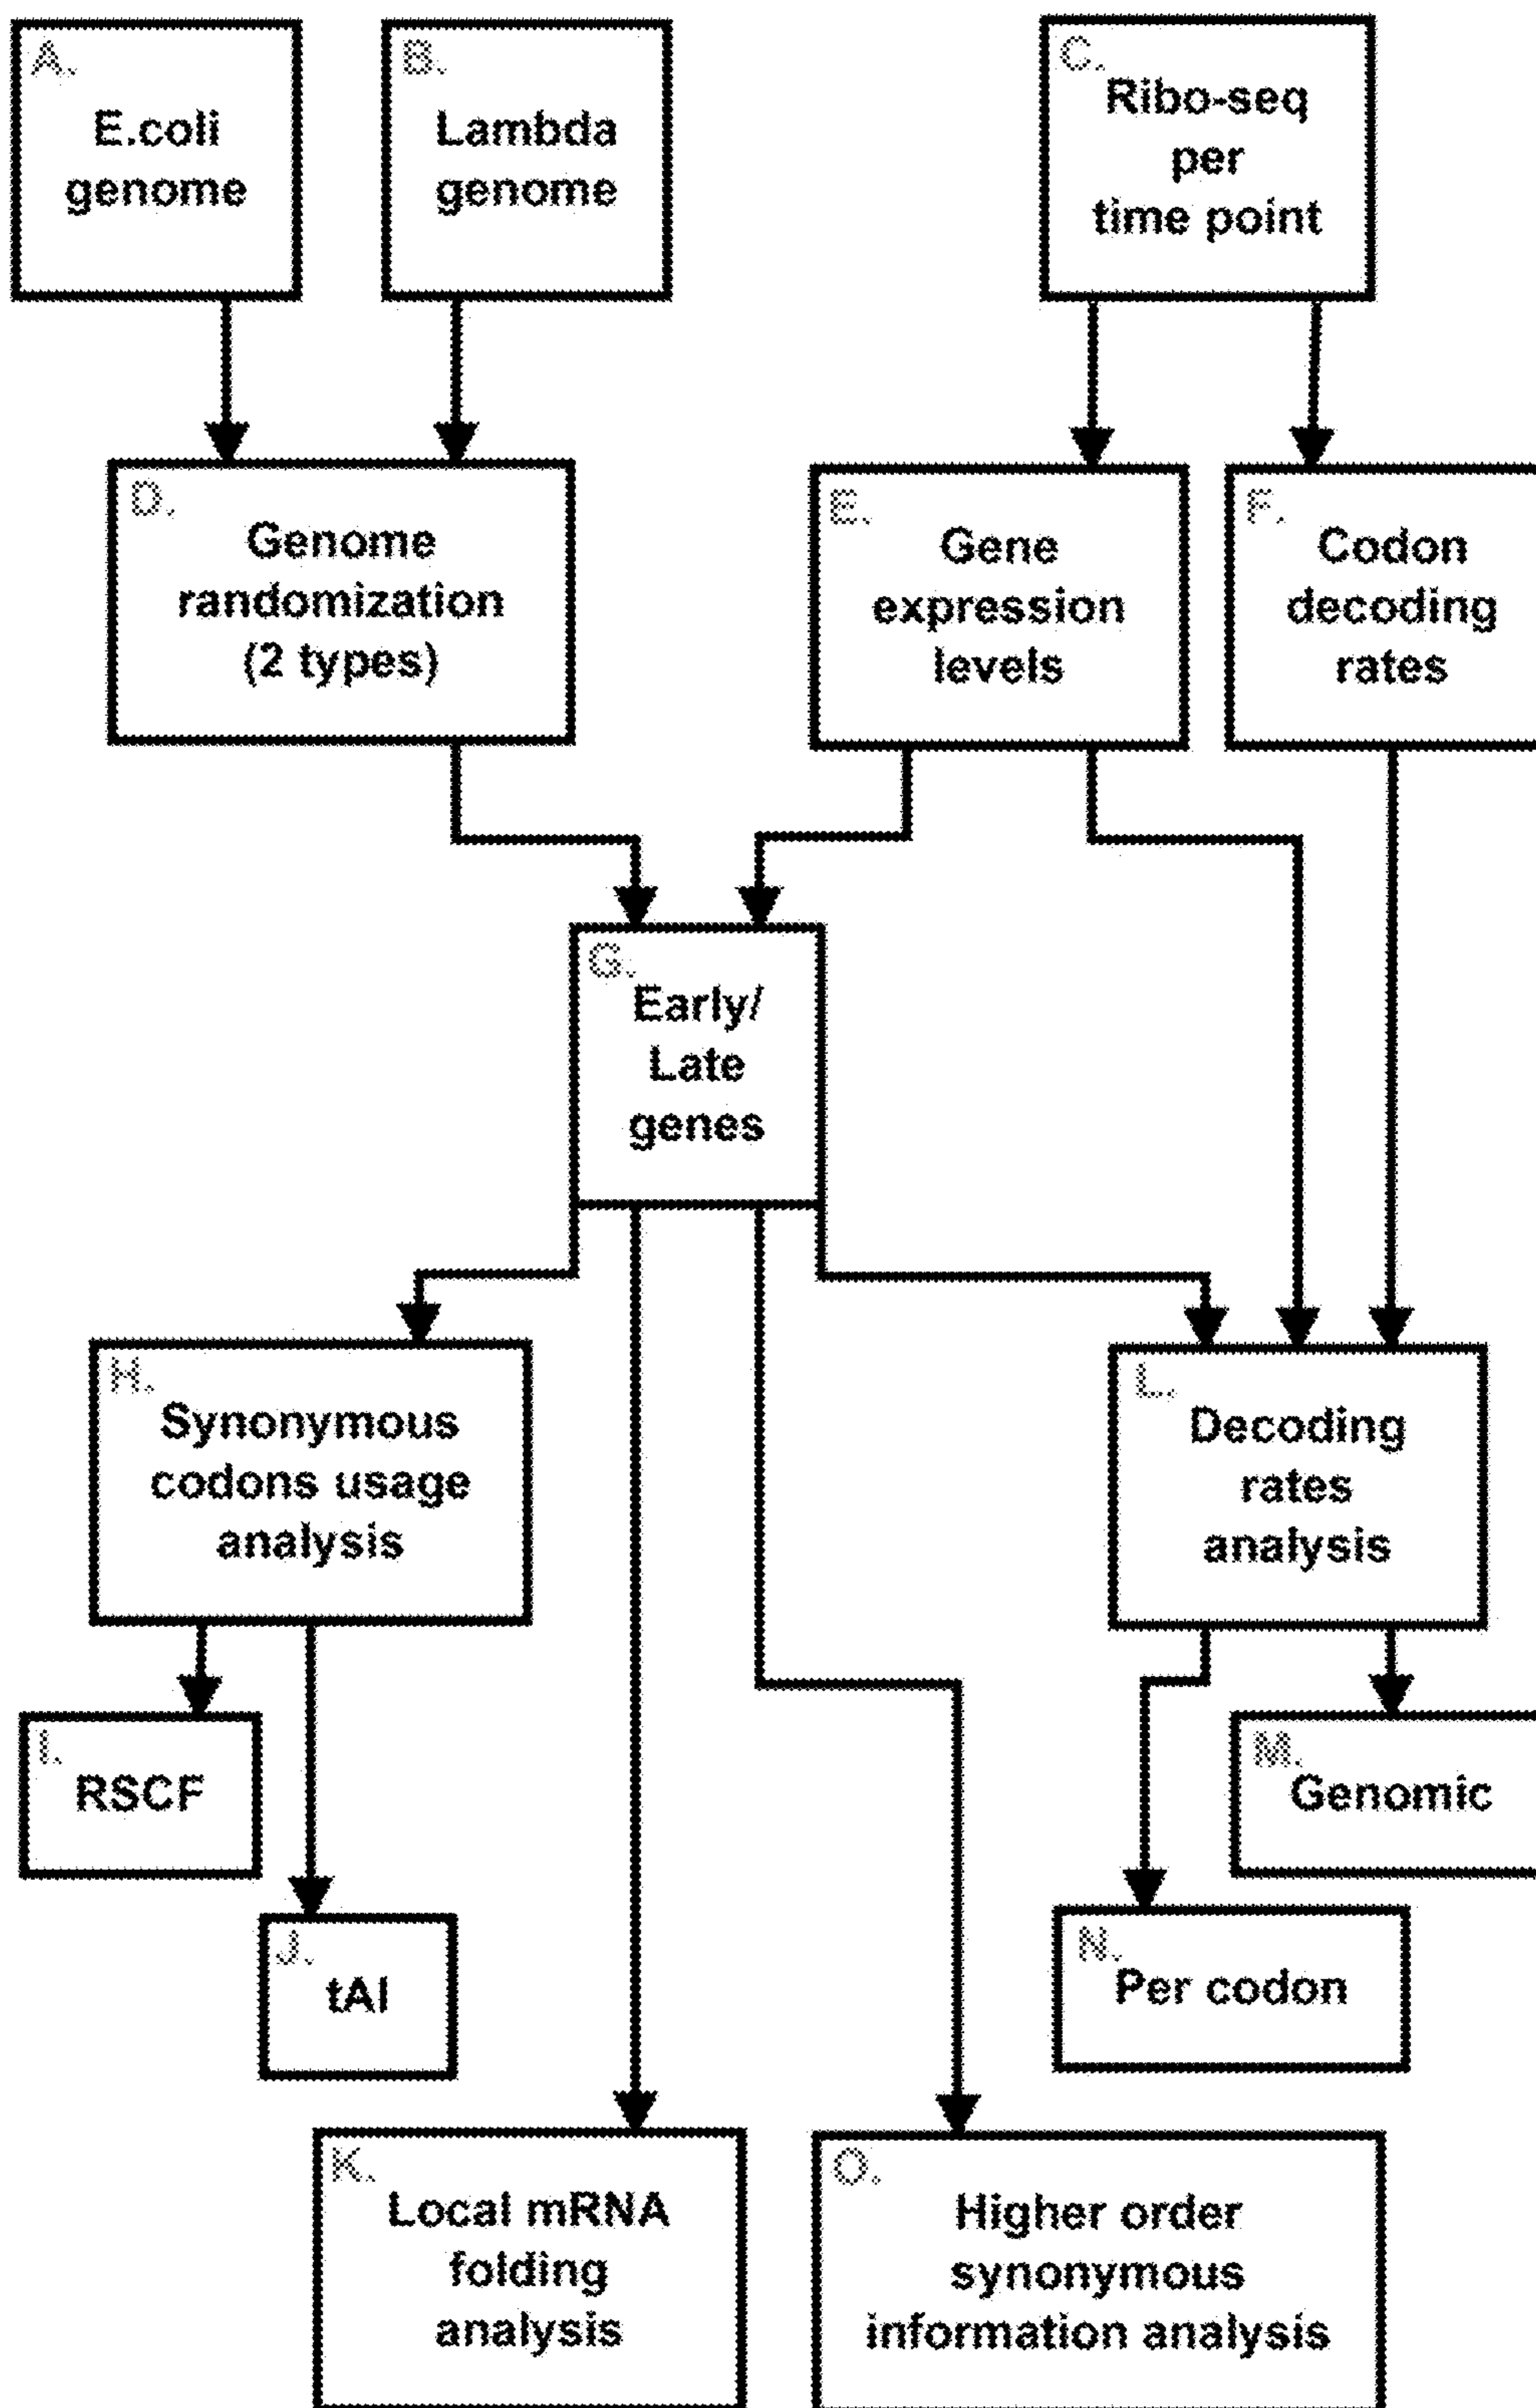 A.
E.coli
genome
B.
Lambda
genome
C.
Ribo-seq
per
time point
D.
Genome
randomization
(2 types)
E.
Gene
expression
levels
F.
Codon
decoding
rates
G.
Early/
Late
genes
H.
Synonymous
codons usage
analysis
L.
Decoding
rates
analysis
I.
RSCF
M.
Genomic
J.
tAI
N.
Per codon
K.
Local mRNA
folding
analysis
O.
Higher order
synonymous
information analysis